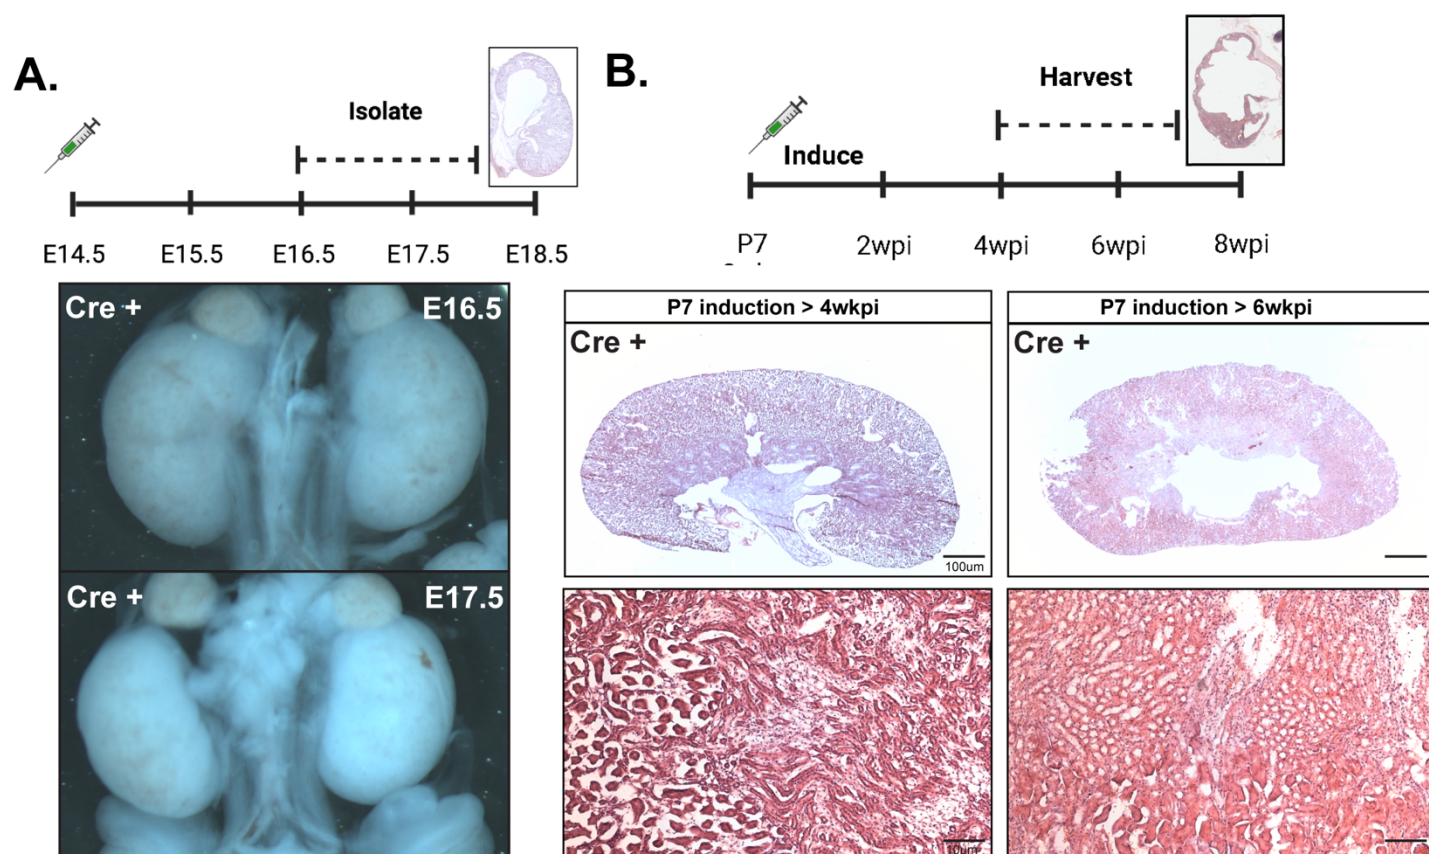 A.
Isolate
E14.5 E15.5 E16.5 E17.5 E18.5
Cre + E16.5
Cre + E17.5
B.
Harvest
Induce
P7 2wpi 4wpi 6wpi 8wpi
P7 induction > 4wkpi
Cre +
100um
P7 induction > 6wkpi
Cre +
10um